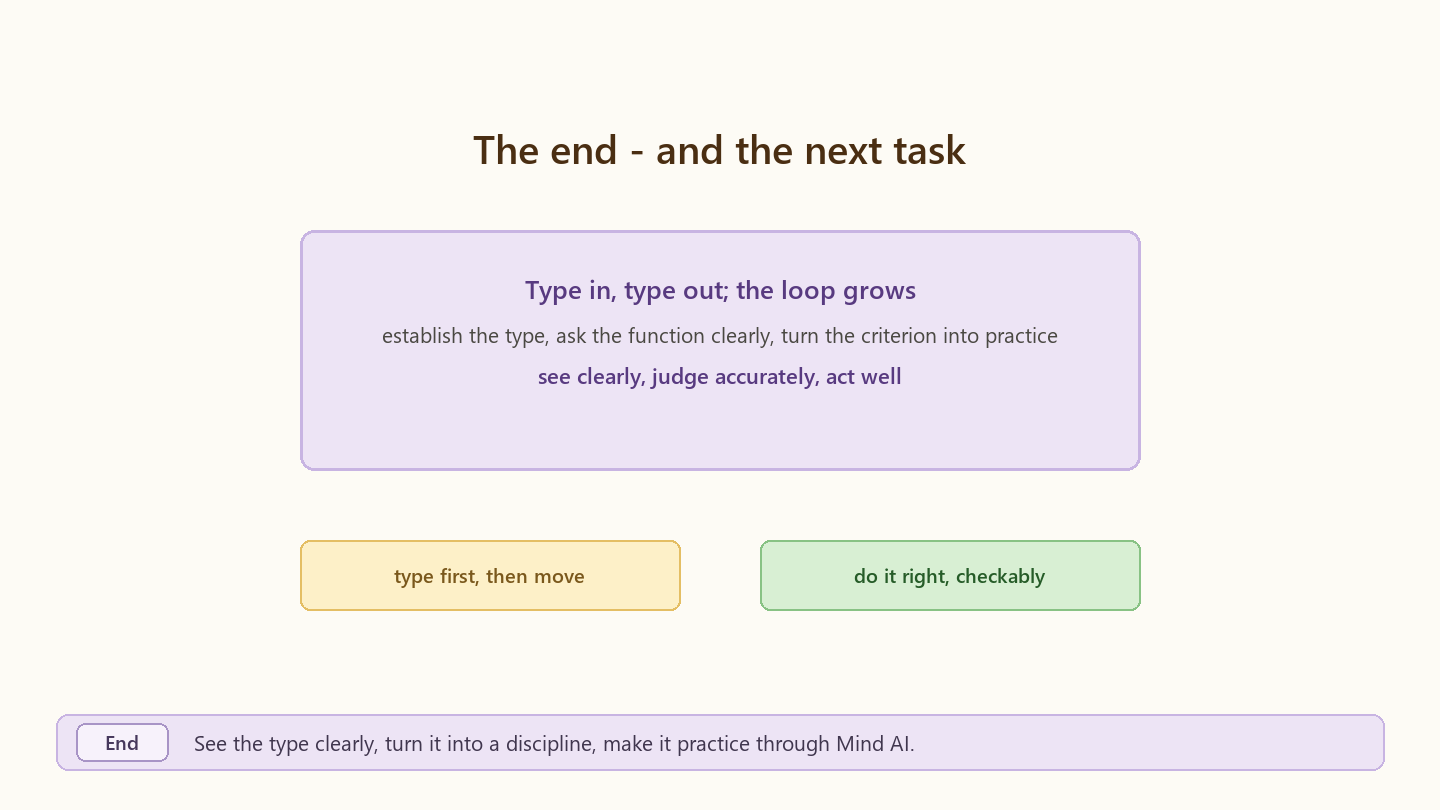 The end - and the next task
Type in, type out; the loop grows
establish the type, ask the function clearly, turn the criterion into practice
see clearly, judge accurately, act well
type first, then move
do it right, checkably
End
See the type clearly, turn it into a discipline, make it practice through Mind AI.